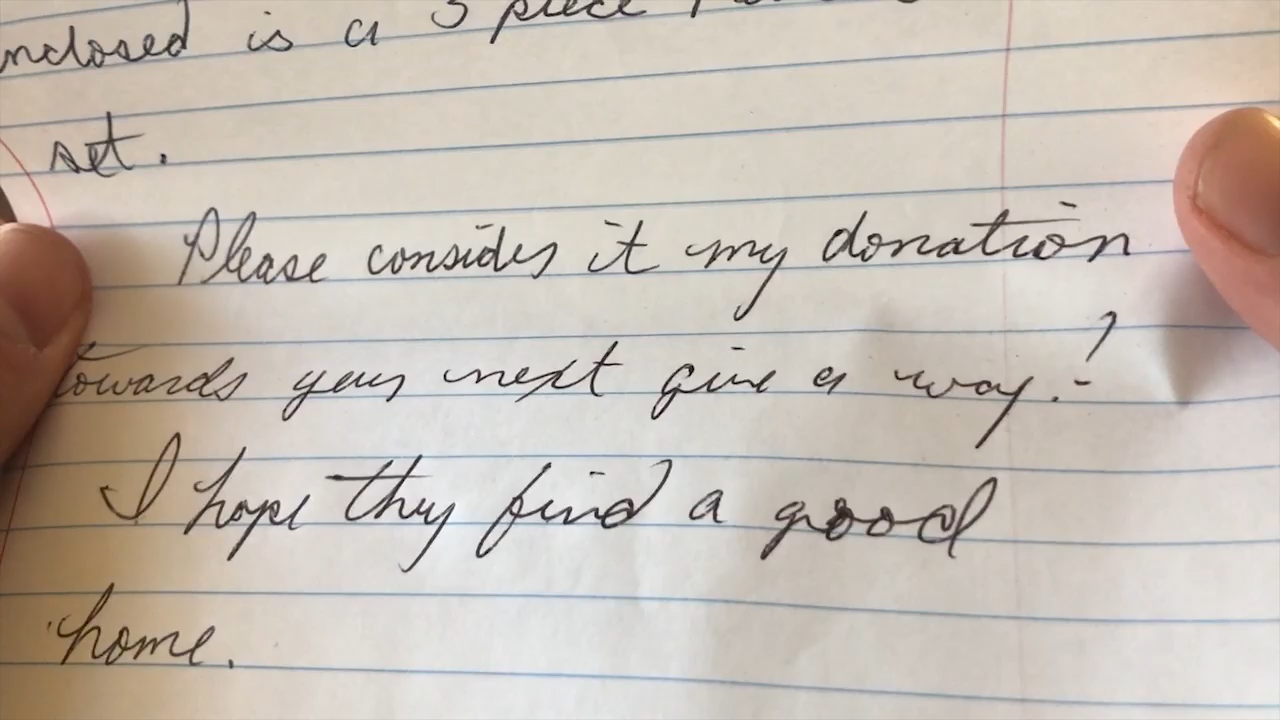 nclosed is a 3 piece
set.
Please consider it my donation
towards your next give a way!
I hope they find a good
home.